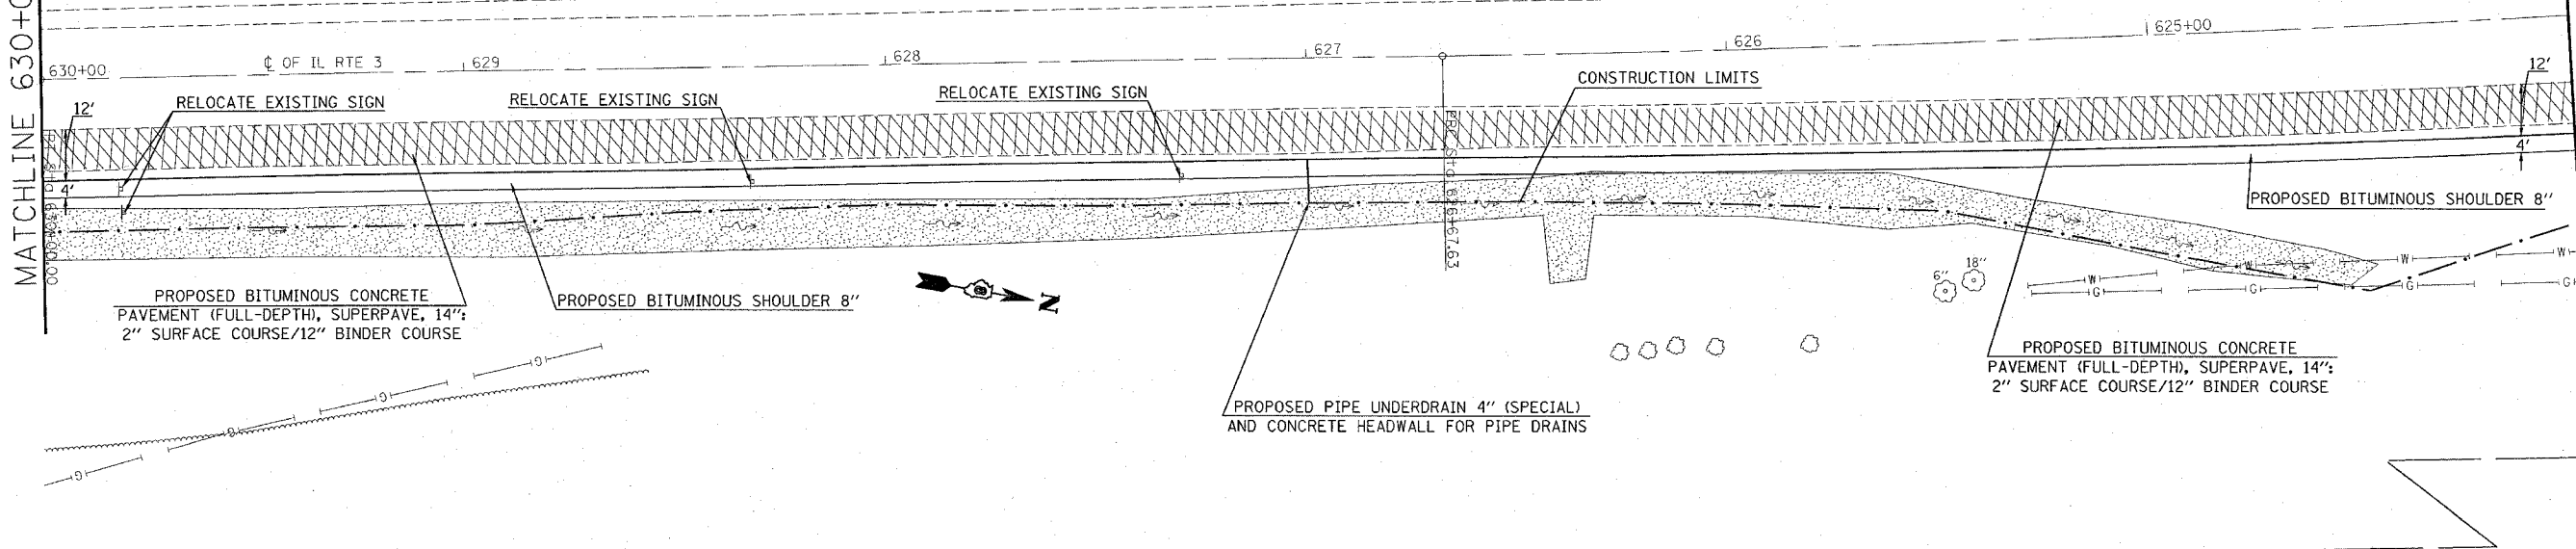 MATCHLINE 630+0
630+00
℄ OF IL RTE 3
629
628
627
626
625+00
12'
RELOCATE EXISTING SIGN
RELOCATE EXISTING SIGN
RELOCATE EXISTING SIGN
CONSTRUCTION LIMITS
12'
4'
4'
PROPOSED BITUMINOUS SHOULDER 8"
PROPOSED BITUMINOUS CONCRETE
PAVEMENT (FULL-DEPTH), SUPERPAVE, 14":
2" SURFACE COURSE/12" BINDER COURSE
PROPOSED BITUMINOUS SHOULDER 8"
N
6"
18"
W
W
W
W
G
G
G
G
PROPOSED BITUMINOUS CONCRETE
PAVEMENT (FULL-DEPTH), SUPERPAVE, 14":
2" SURFACE COURSE/12" BINDER COURSE
PROPOSED PIPE UNDERDRAIN 4" (SPECIAL)
AND CONCRETE HEADWALL FOR PIPE DRAINS
G
G
G
G